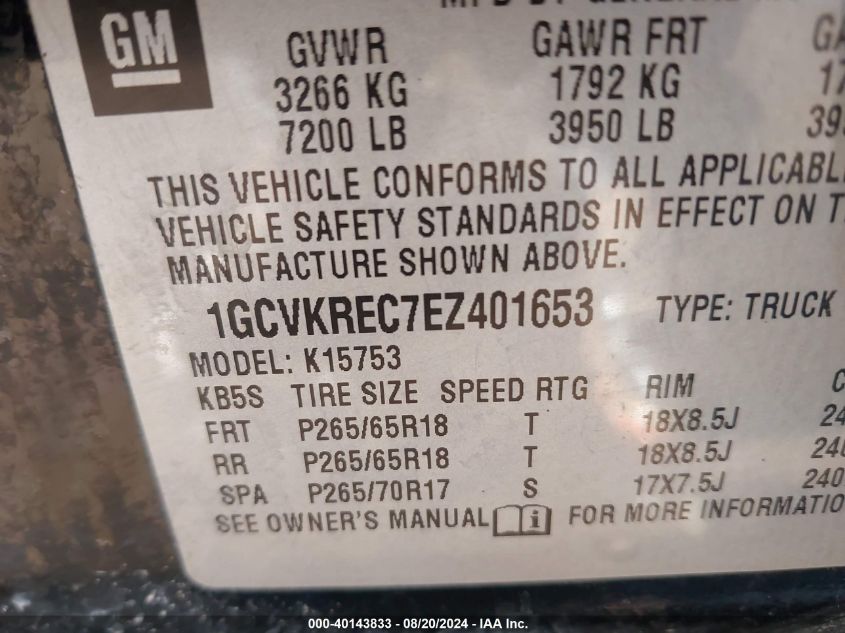 GM
GVWR GAWR FRT
3266 KG 1792 KG
7200 LB 3950 LB
THIS VEHICLE CONFORMS TO ALL
VEHICLE SAFETY STANDARDS IN EFFECT ON
MANUFACTURE SHOWN ABOVE.
1GCVKREC7EZ401653 TYPE: TRUCK
MODEL: K15753
KB5S TIRE SIZE SPEED RTG RIM
FRT P265/65R18 T 18X8.5J
RR P265/65R18 T 18X8.5J
SPA P265/70R17 S 17X7.5J 240
SEE OWNER'S MANUAL i FOR MORE
000-40143833 - 08/20/2024 - IAA Services, Inc.